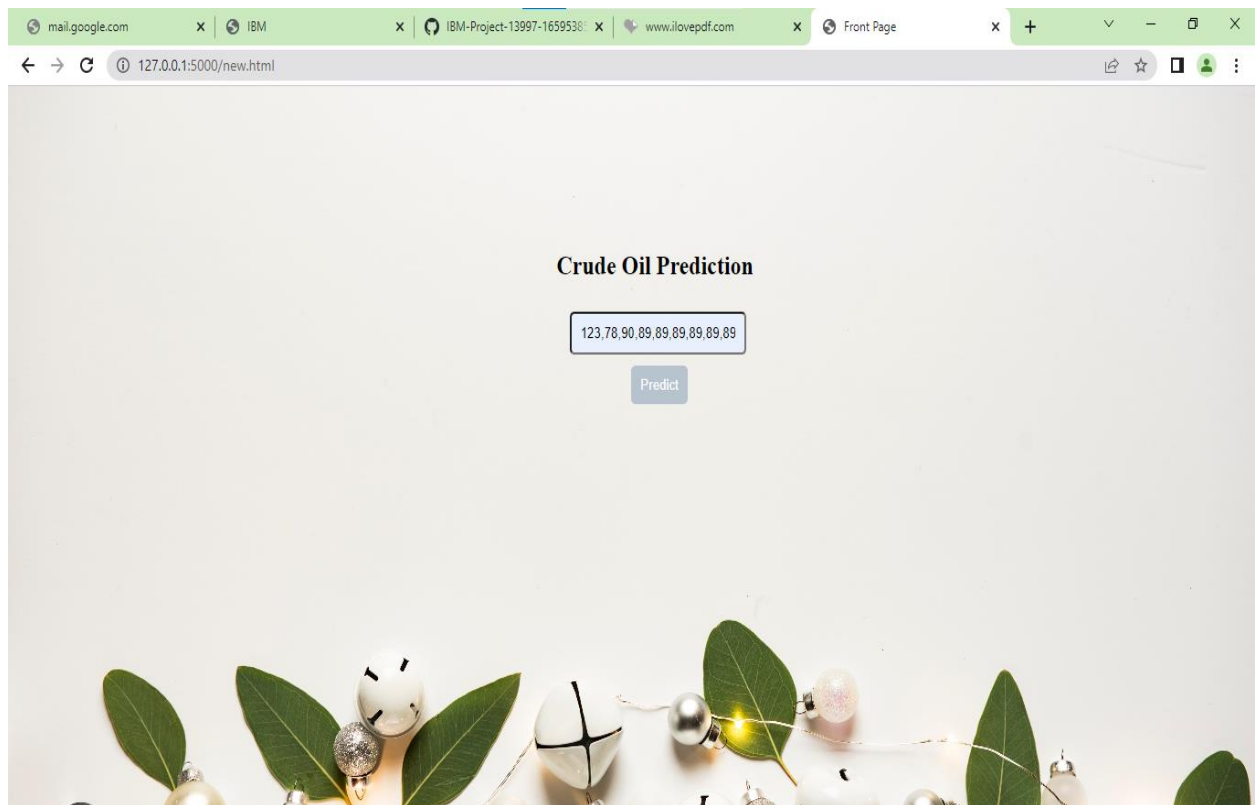 mail.google.com
IBM
IBM-Project-13997-1659538
www.ilovepdf.com
Front Page
127.0.0.1:5000/new.html
Crude Oil Prediction
123,78,90,89,89,89,89,89,89
Predict